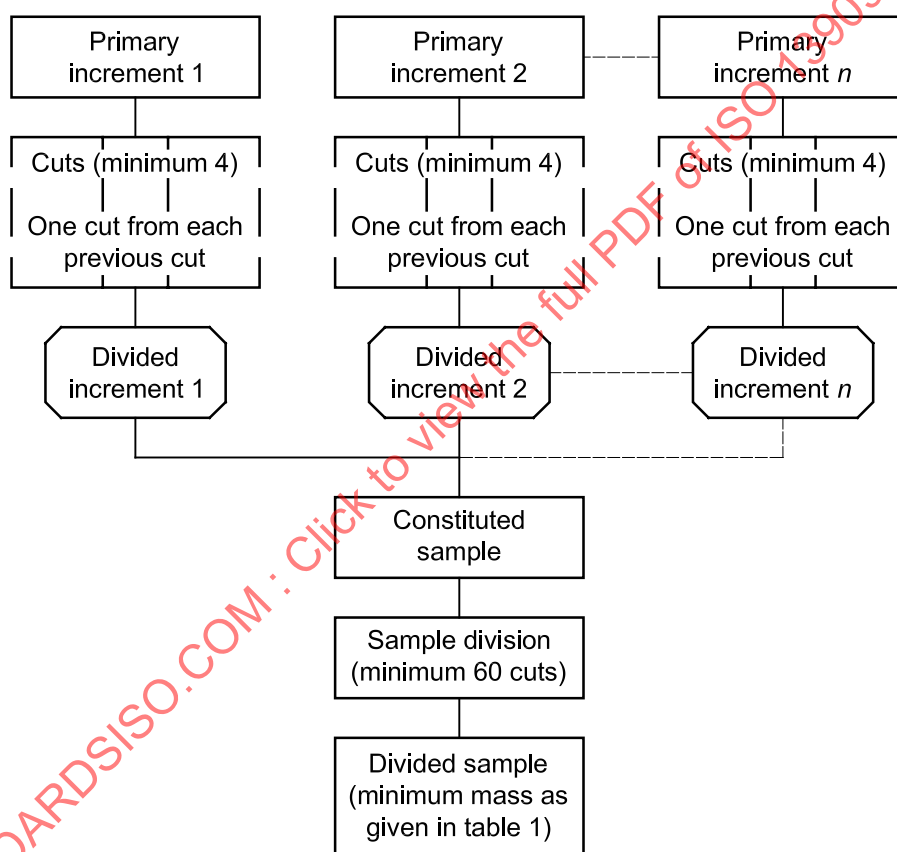 Primary
increment 1
Primary
increment 2
Primary
increment n
Cuts (minimum 4)
One cut from each
previous cut
Cuts (minimum 4)
One cut from each
previous cut
Cuts (minimum 4)
One cut from each
previous cut
Divided
increment 1
Divided
increment 2
Divided
increment n
Constituted
sample
Sample division
(minimum 60 cuts)
Divided sample
(minimum mass as
given in table 1)
OARDSISO.COM : Click to view the full PDF of ISO 13909